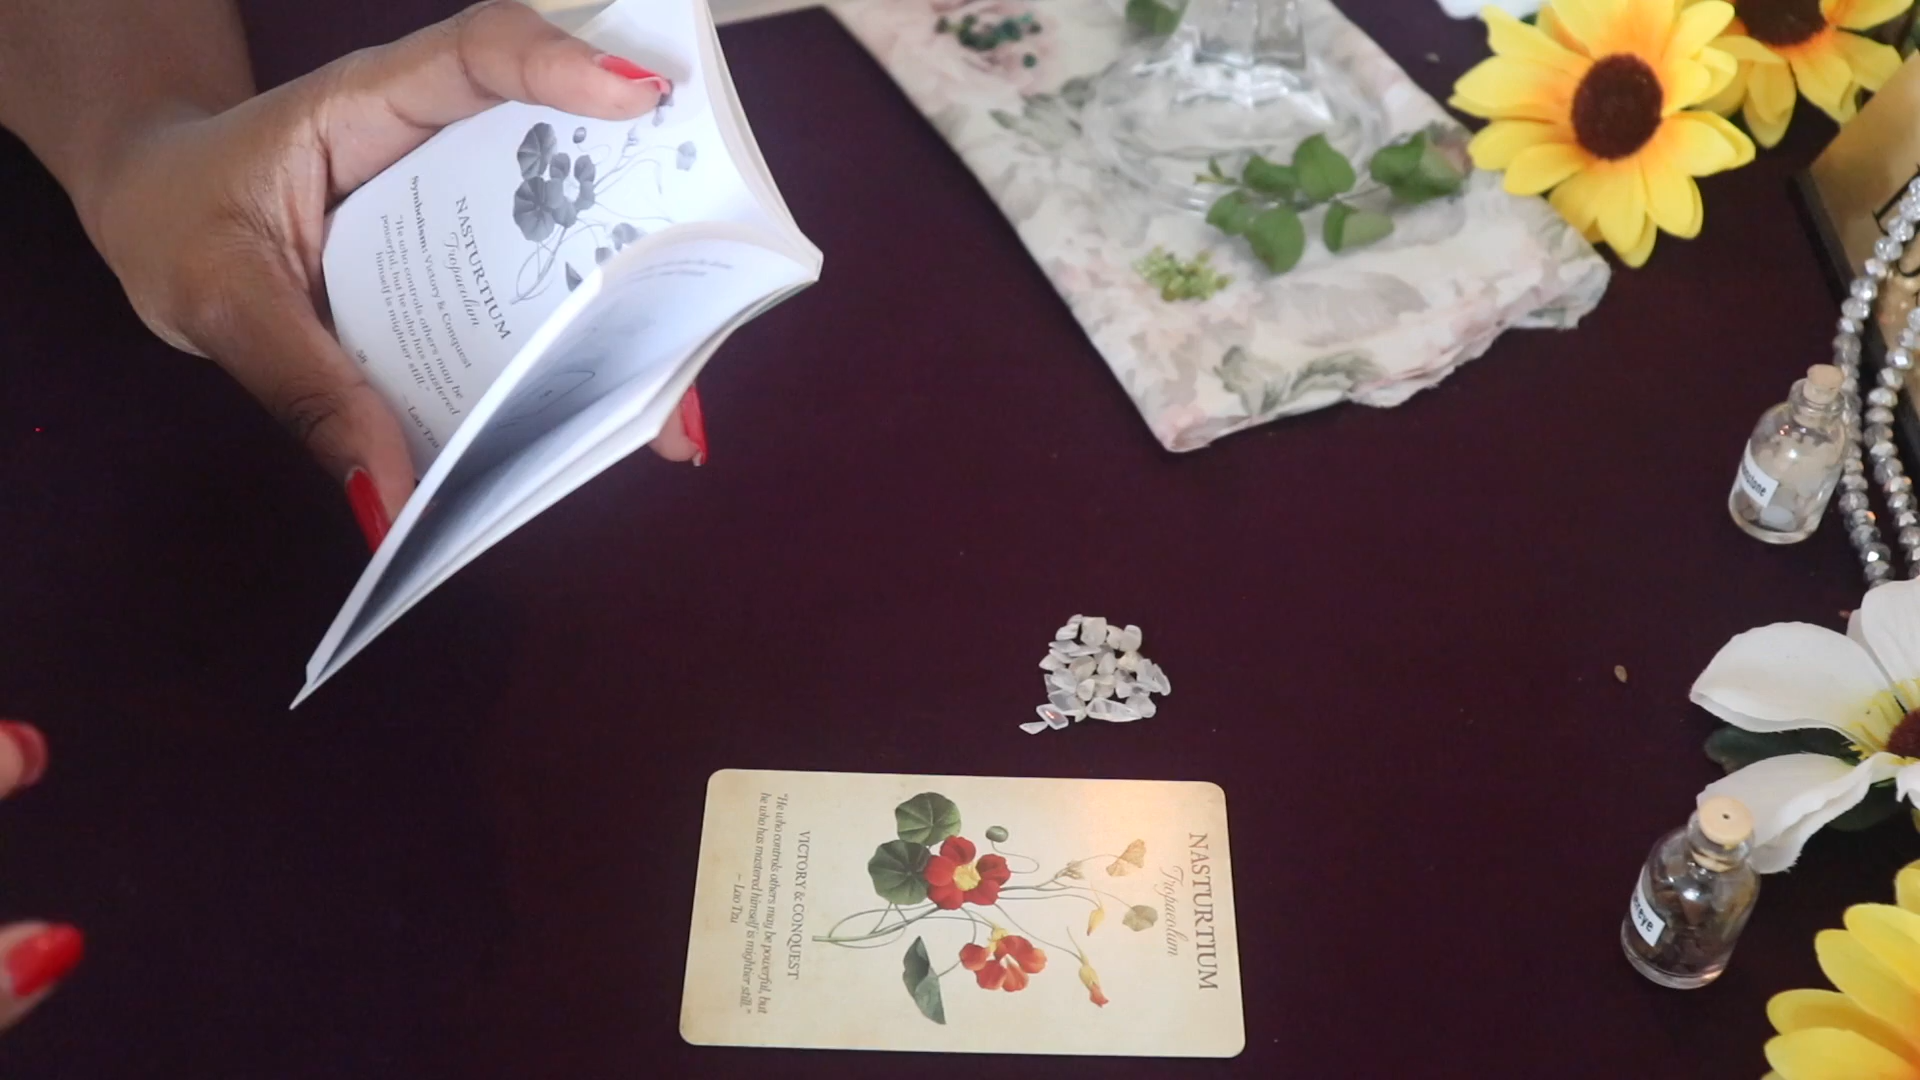 NASTURTIUM
Tropaeolum
Symbolism: Victory & Conquest
"He who controls others may be
powerful, but he who has mastered
himself is mightier still."
– Lao Tzu
58
NASTURTIUM
Tropaeolum
VICTORY & CONQUEST
"He who controls others may be powerful, but
he who has mastered himself is mightier still."
– Lao Tzu